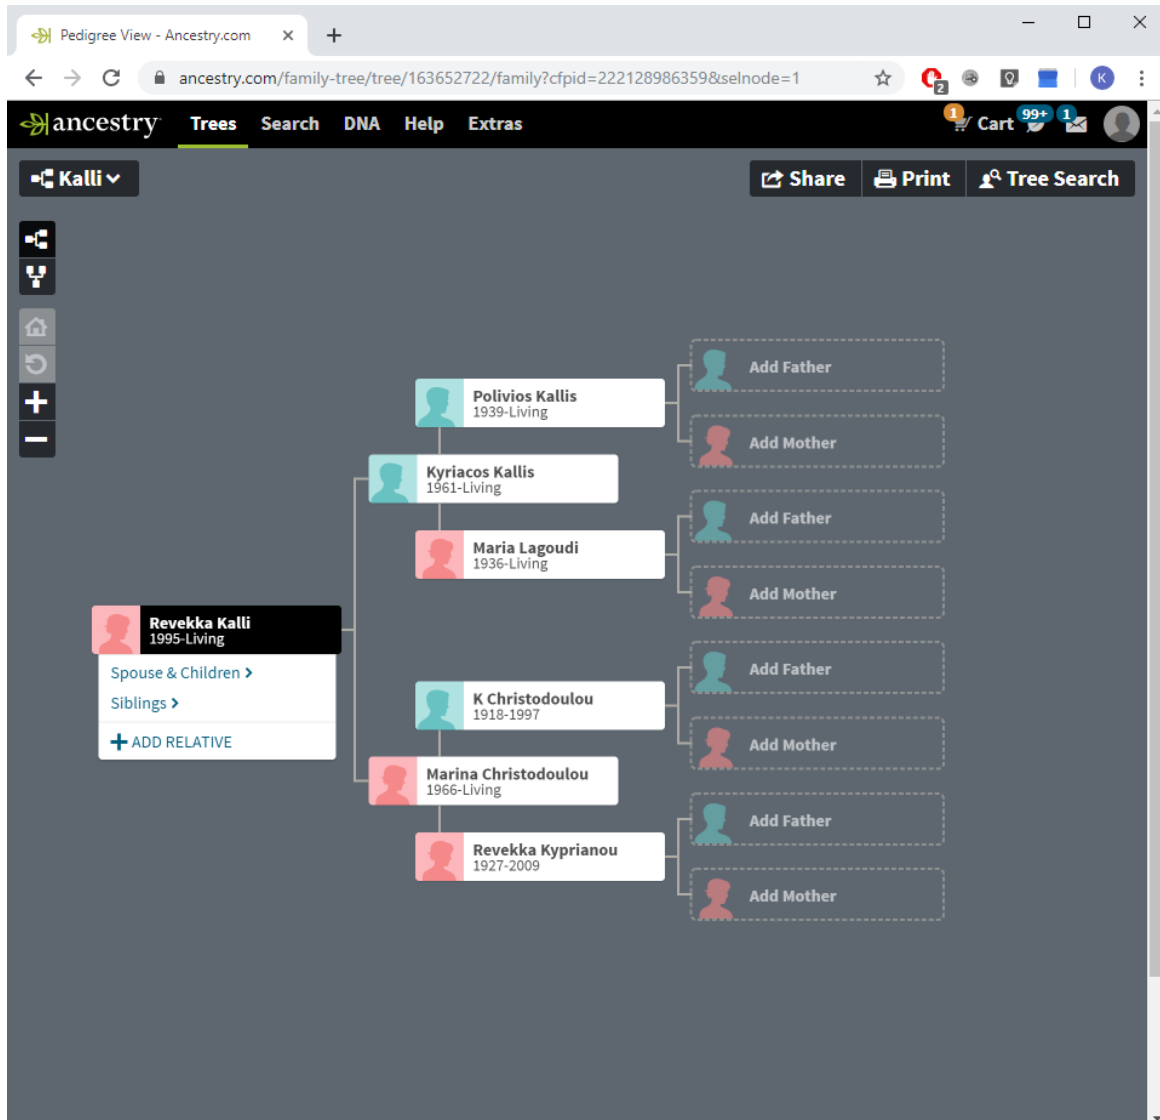 Pedigree View - Ancestry.com
ancestry.com/family-tree/tree/163652722/family?cfpid=222128986359&selnode=1
2
K
ancestry Trees Search DNA Help Extras 1 Cart 99+ 1
Kalli Share Print Tree Search
Add Father
Polivios Kallis
1939-Living
Add Mother
Kyriacos Kallis
1961-Living
Add Father
Maria Lagoudi
1936-Living
Add Mother
Revekka Kalli
1995-Living
Spouse & Children >
Siblings >
+ ADD RELATIVE
Add Father
K Christodoulou
1918-1997
Add Mother
Marina Christodoulou
1966-Living
Add Father
Revekka Kyprianou
1927-2009
Add Mother